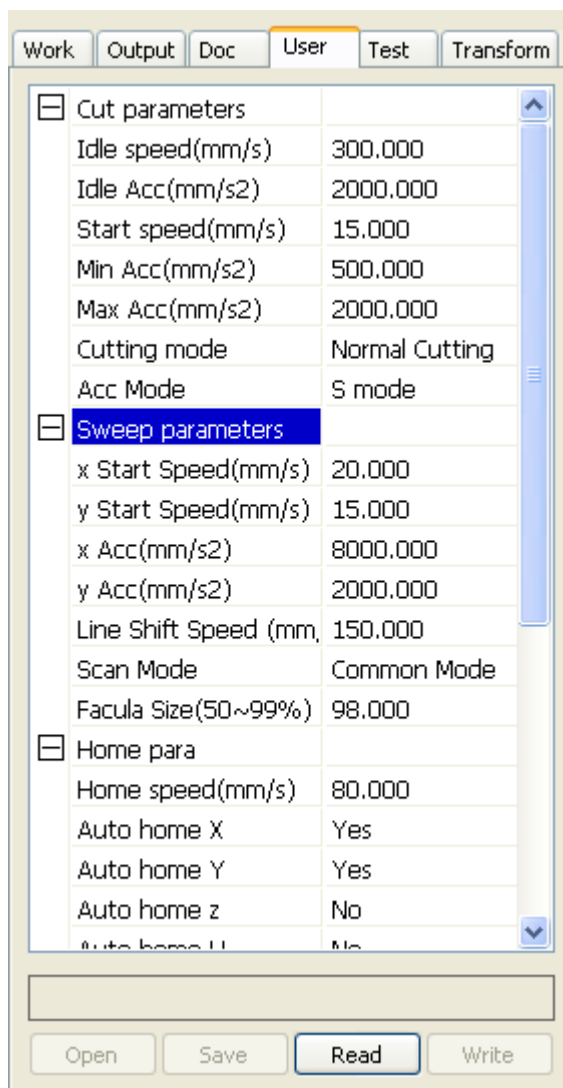 Work Output Doc User Test Transform
Cut parameters
Idle speed(mm/s) 300.000
Idle Acc(mm/s2) 2000.000
Start speed(mm/s) 15.000
Min Acc(mm/s2) 500.000
Max Acc(mm/s2) 2000.000
Cutting mode Normal Cutting
Acc Mode S mode
Sweep parameters
x Start Speed(mm/s) 20.000
y Start Speed(mm/s) 15.000
x Acc(mm/s2) 8000.000
y Acc(mm/s2) 2000.000
Line Shift Speed (mm, 150.000
Scan Mode Common Mode
Facula Size(50~99%) 98.000
Home para
Home speed(mm/s) 80.000
Auto home X Yes
Auto home Y Yes
Auto home z No
Auto home U No
Open Save Read Write